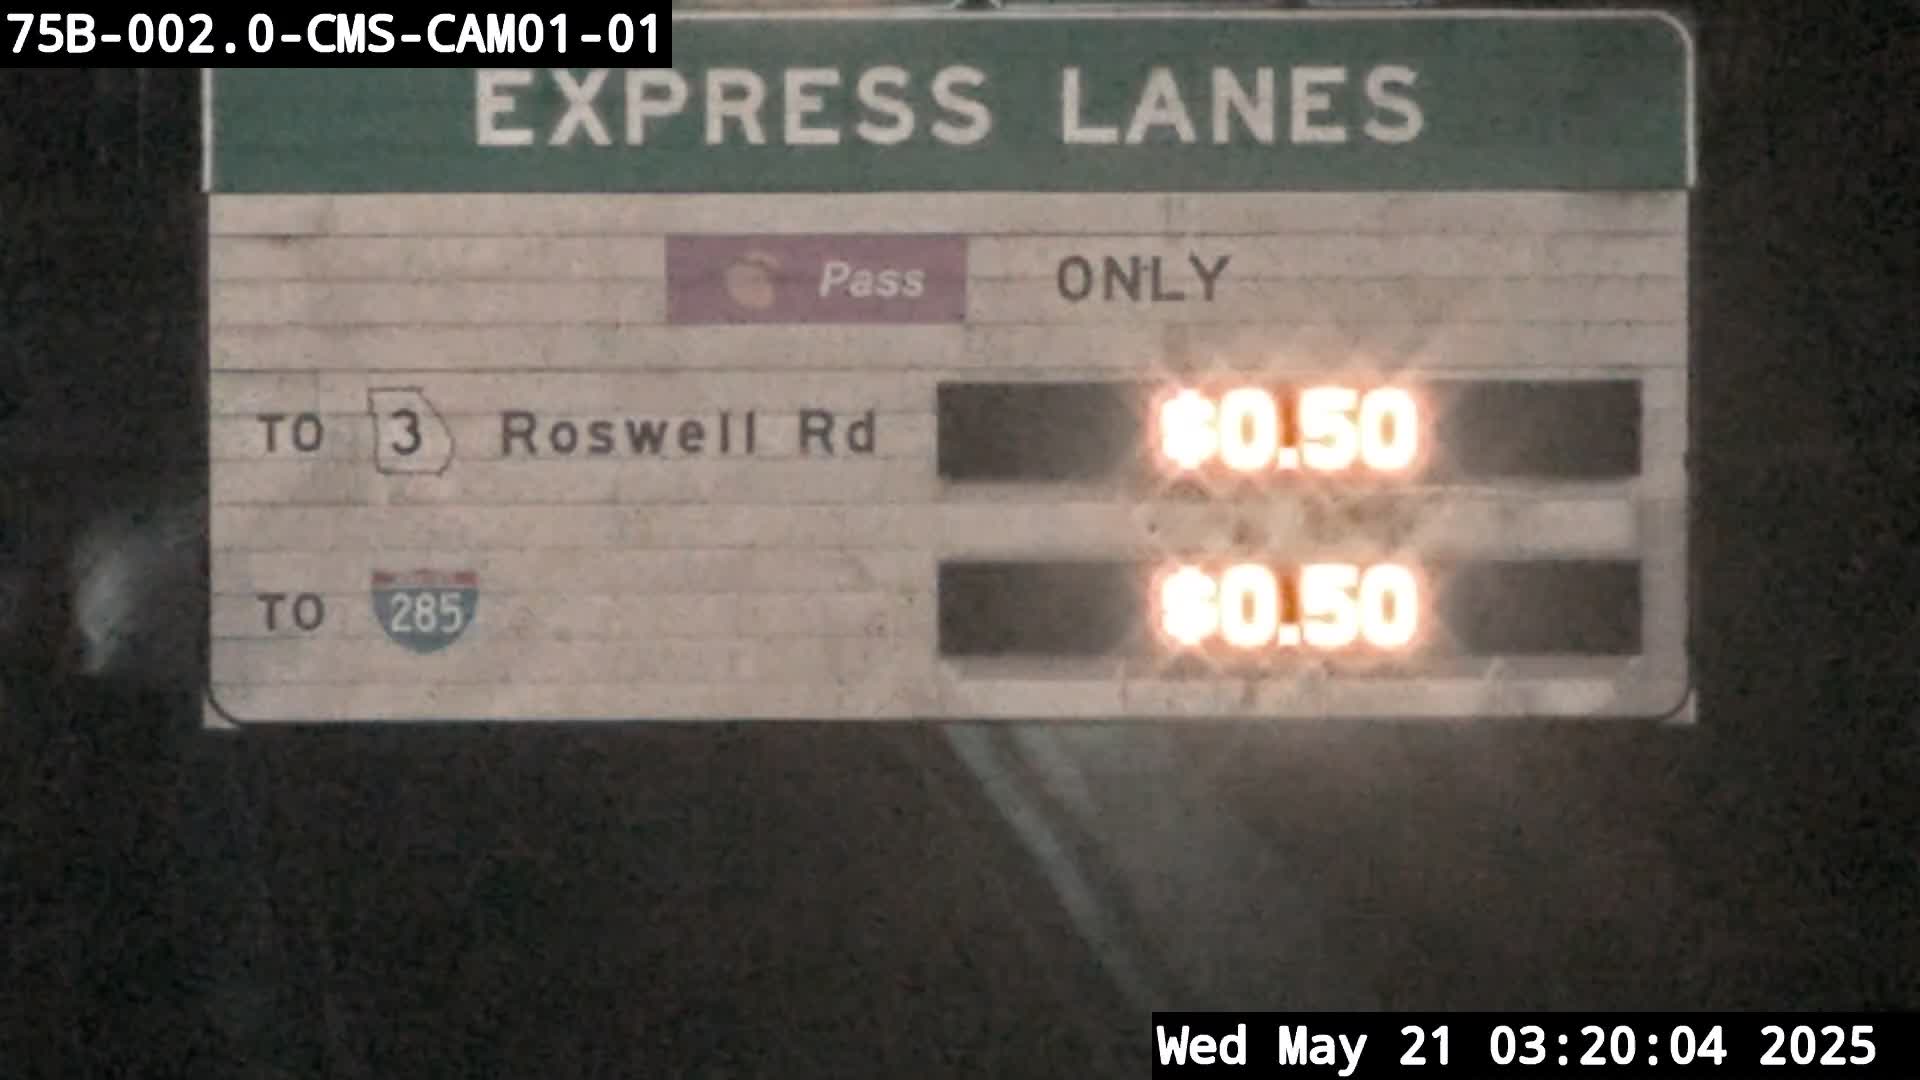 75B-002.0-CMS-CAM01-01
EXPRESS LANES
Pass ONLY
TO 3 Roswell Rd $0.50
TO 285 $0.50
Wed May 21 03:20:04 2025